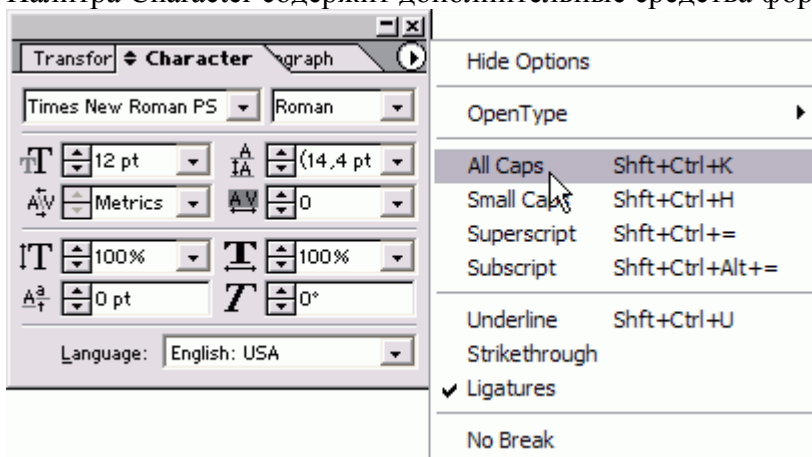 Палитра Character содержит дополнительные средства фор
Transfor Character agraph
Times New Roman PS Roman
12 pt (14,4 pt
Metrics 0
100% 100%
0 pt 0°
Language: English: USA
Hide Options
OpenType
All Caps Shft+Ctrl+K
Small Caps Shft+Ctrl+H
Superscript Shft+Ctrl+=
Subscript Shft+Ctrl+Alt+=
Underline Shft+Ctrl+U
Strikethrough
Ligatures
No Break